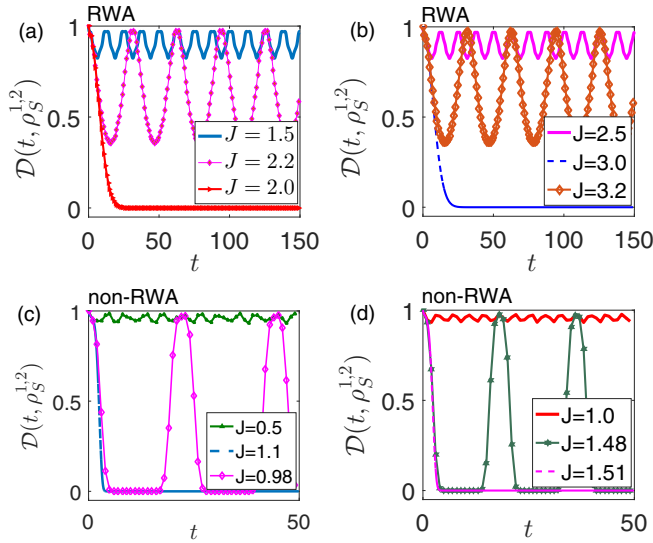 RWA
(a)
1
0.5
0
D(t, ρ_S^{1,2})
J = 1.5
J = 2.2
J = 2.0
0 50 100 150
t
RWA
(b)
1
0.5
0
D(t, ρ_S^{1,2})
J=2.5
J=3.0
J=3.2
0 50 100 150
t
non-RWA
(c)
1
0.5
0
D(t, ρ_S^{1,2})
J=0.5
J=1.1
J=0.98
0 50
t
non-RWA
(d)
1
0.5
0
D(t, ρ_S^{1,2})
J=1.0
J=1.48
J=1.51
0 50
t